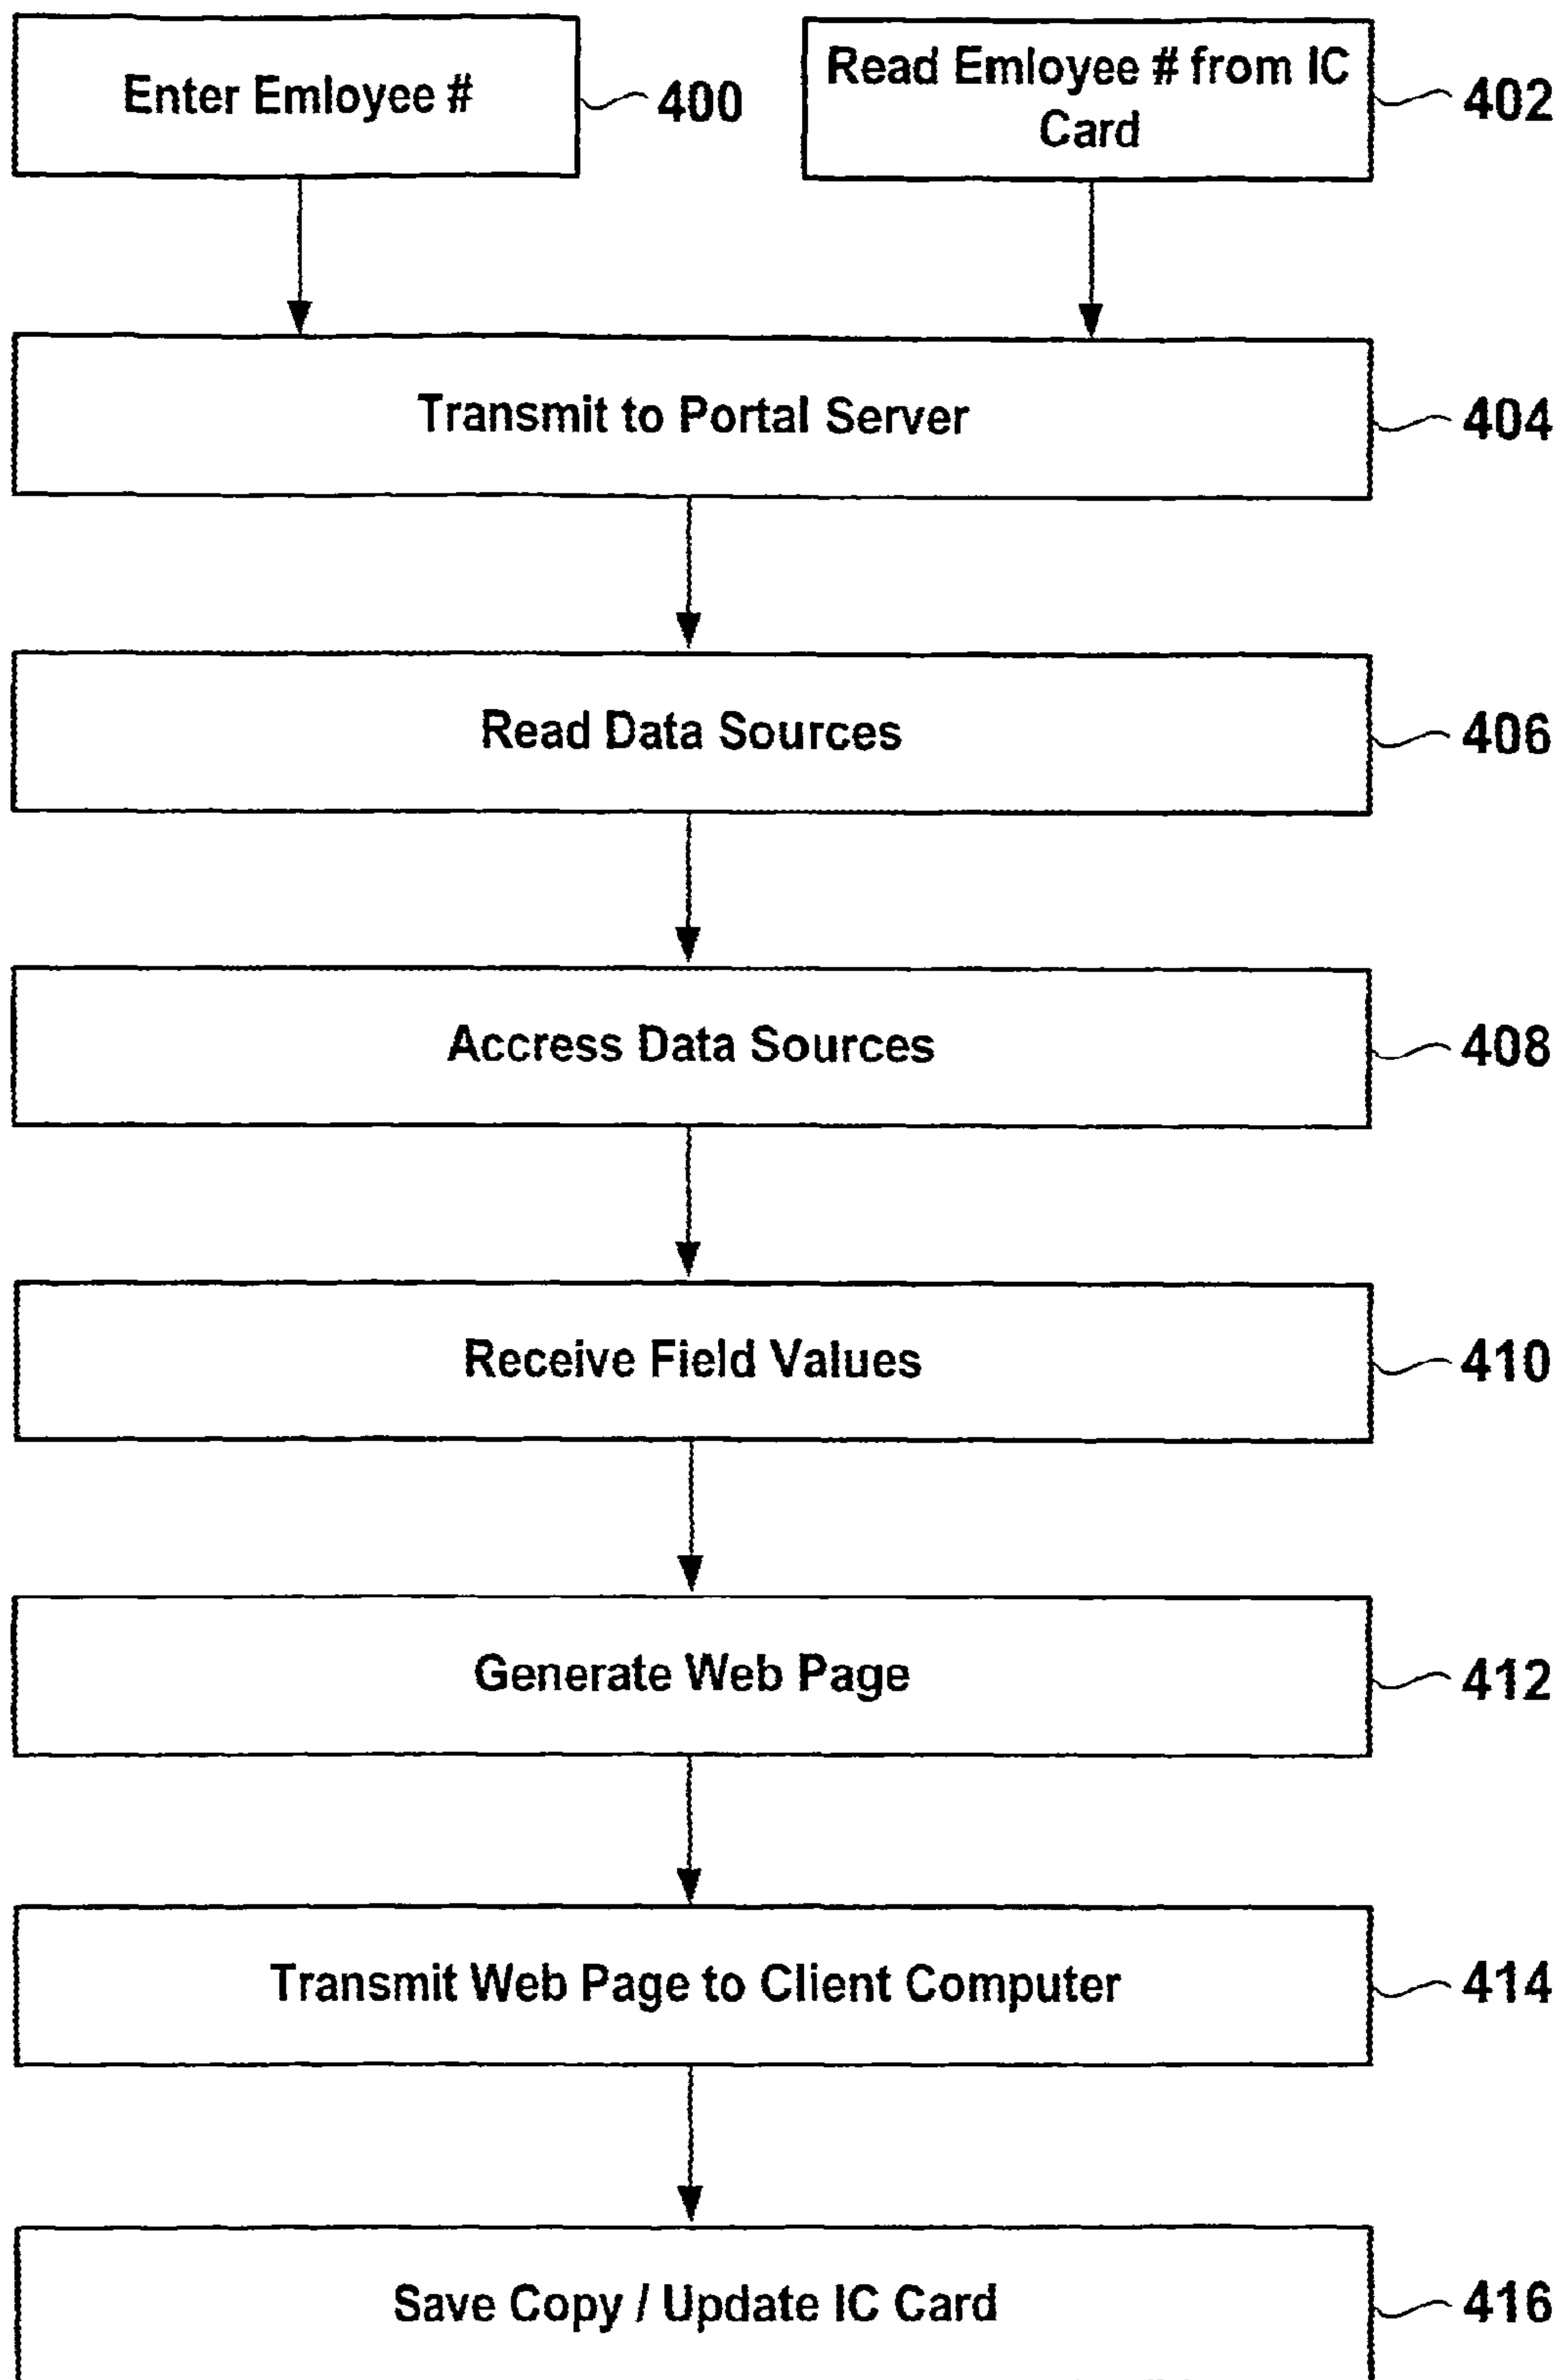 Enter Emloyee #
400
Read Emloyee # from IC
Card
402
Transmit to Portal Server
404
Read Data Sources
406
Accress Data Sources
408
Receive Field Values
410
Generate Web Page
412
Transmit Web Page to Client Computer
414
Save Copy / Update IC Card
416